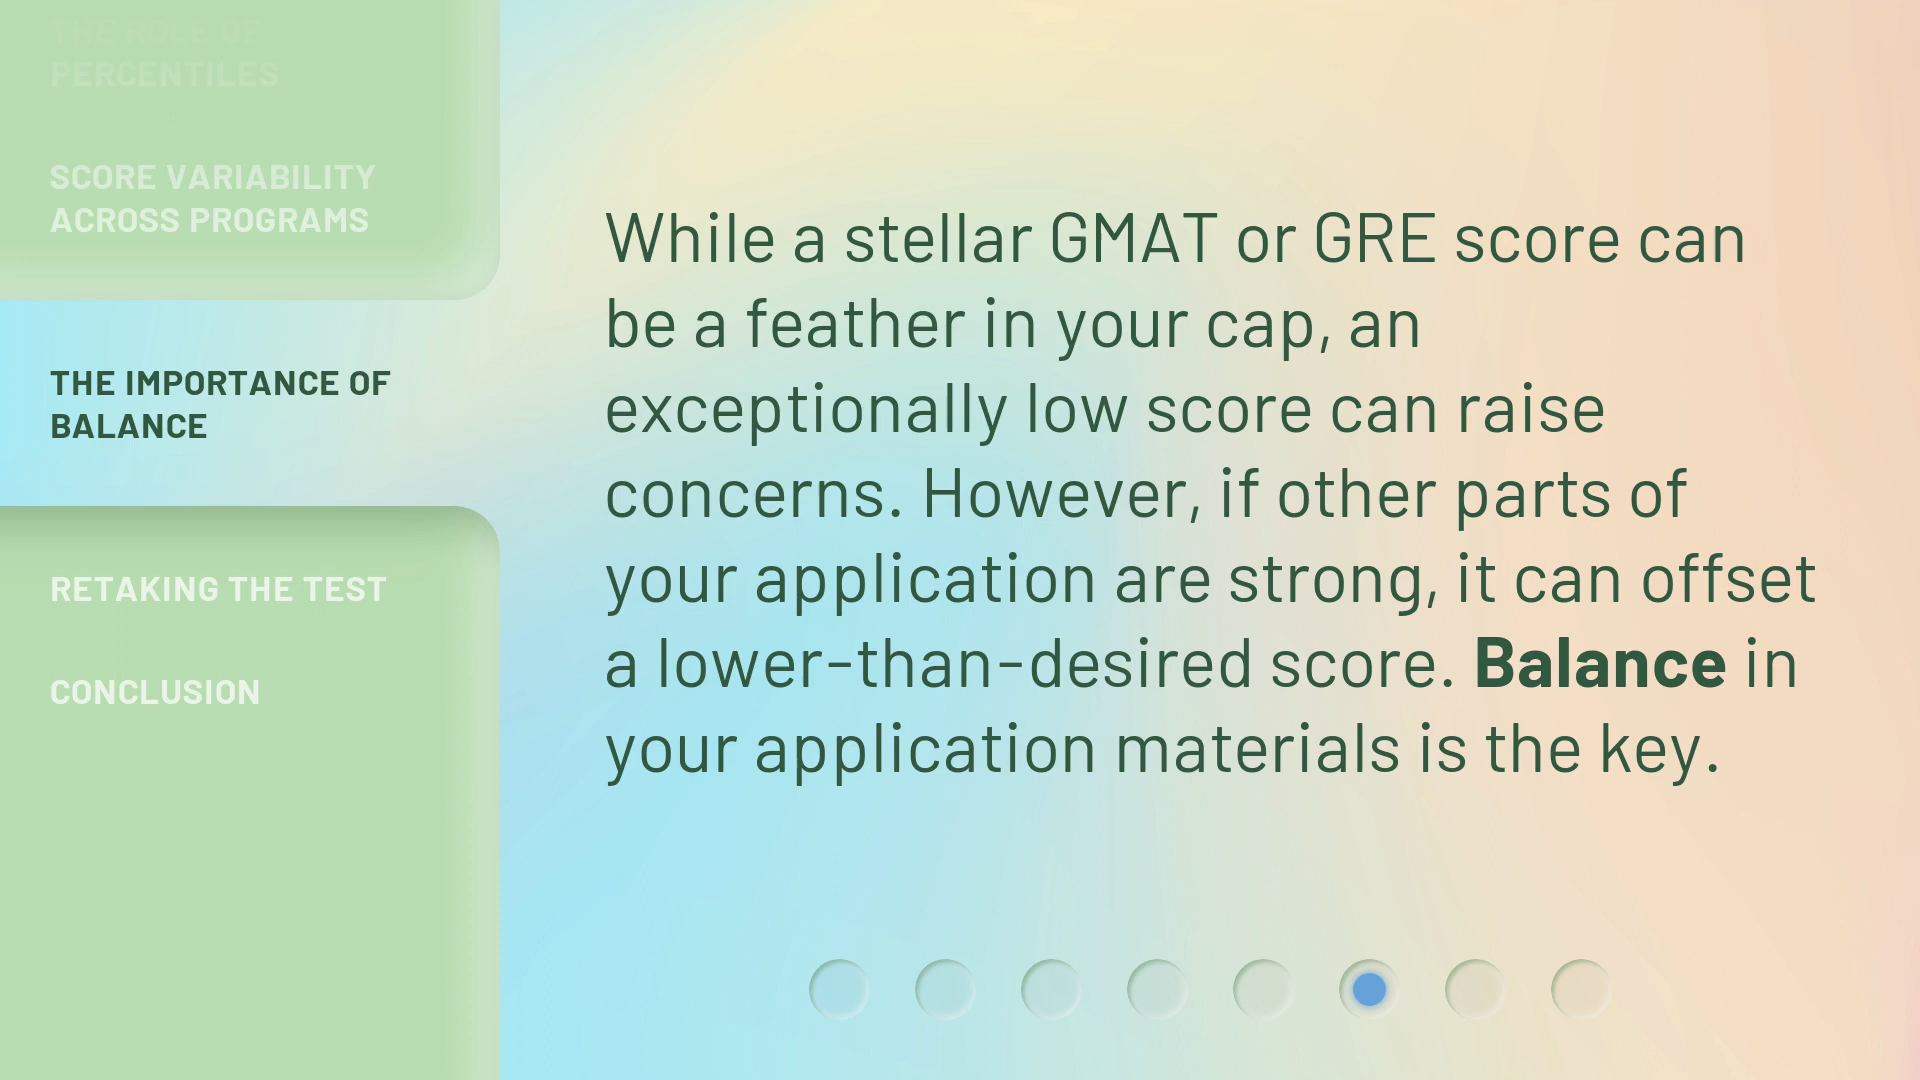 THE ROLE OF
PERCENTILES
SCORE VARIABILITY
ACROSS PROGRAMS
THE IMPORTANCE OF
BALANCE
RETAKING THE TEST
CONCLUSION
While a stellar GMAT or GRE score can
be a feather in your cap, an
exceptionally low score can raise
concerns. However, if other parts of
your application are strong, it can offset
a lower-than-desired score. Balance in
your application materials is the key.